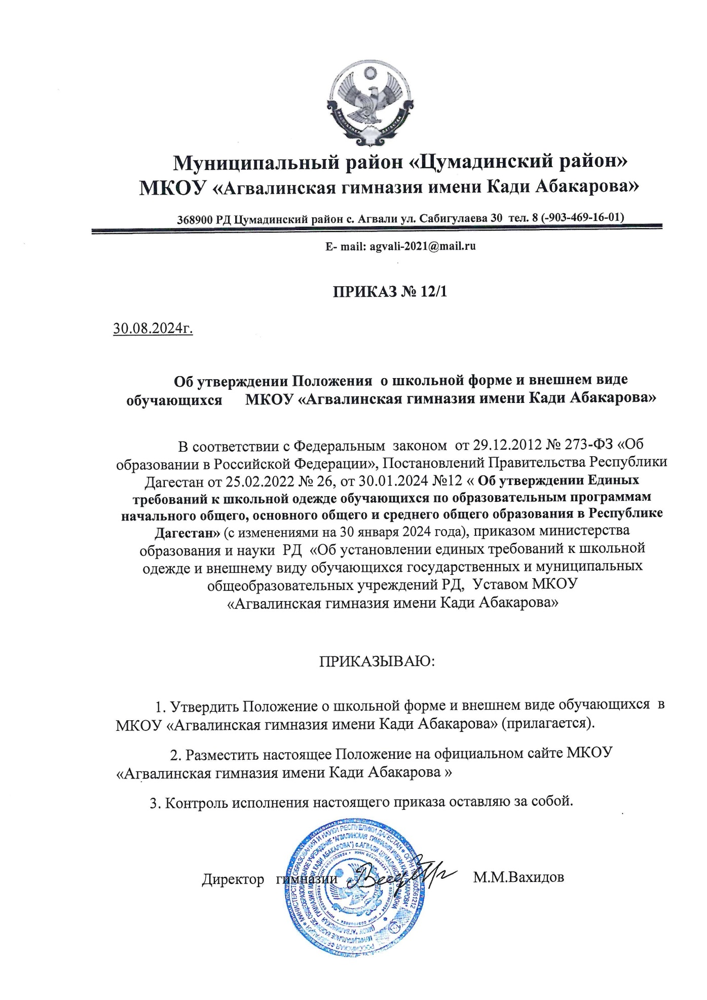 РЕСПУБЛИКА ДАГЕСТАН
Муниципальный район «Цумадинский район»
МКОУ «Агвалинская гимназия имени Кади Абакарова»
368900 РД Цумадинский район с. Агвали ул. Сабигулаева 30 тел. 8 (-903-469-16-01)
E- mail: agvali-2021@mail.ru
ПРИКАЗ № 12/1
30.08.2024г.
Об утверждении Положения о школьной форме и внешнем виде
обучающихся МКОУ «Агвалинская гимназия имени Кади Абакарова»
В соответствии с Федеральным законом от 29.12.2012 № 273-ФЗ «Об
образовании в Российской Федерации», Постановлений Правительства Республики
Дагестан от 25.02.2022 № 26, от 30.01.2024 №12 « Об утверждении Единых
требований к школьной одежде обучающихся по образовательным программам
начального общего, основного общего и среднего общего образования в Республике
Дагестан» (с изменениями на 30 января 2024 года), приказом министерства
образования и науки РД «Об установлении единых требований к школьной
одежде и внешнему виду обучающихся государственных и муниципальных
общеобразовательных учреждений РД, Уставом МКОУ
«Агвалинская гимназия имени Кади Абакарова»
ПРИКАЗЫВАЮ:
1. Утвердить Положение о школьной форме и внешнем виде обучающихся в
МКОУ «Агвалинская гимназия имени Кади Абакарова» (прилагается).
2. Разместить настоящее Положение на официальном сайте МКОУ
«Агвалинская гимназия имени Кади Абакарова »
3. Контроль исполнения настоящего приказа оставляю за собой.
Директор гимназии М.М.Вахидов